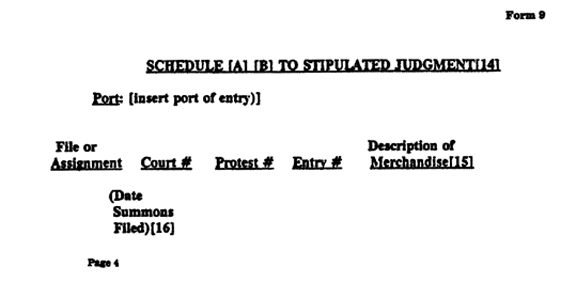 Form 9
SCHEDULE [A] [B] TO STIPULATED JUDGMENT[14]
Port: [insert port of entry)]
File or Description of
Assignment Court # Protest # Entry # Merchandise[15]
(Date
Summons
Filed)[16]
Page 4